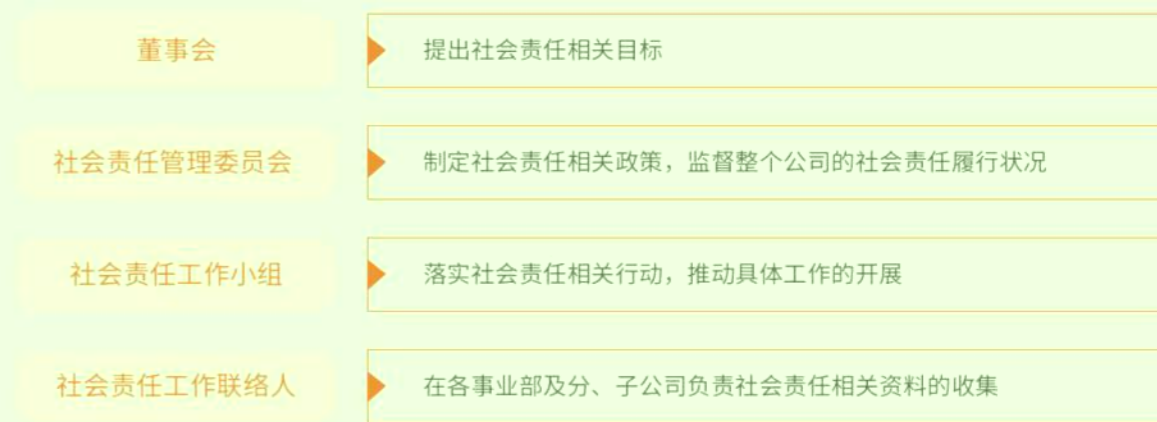 董事会
提出社会责任相关目标
社会责任管理委员会
制定社会责任相关政策，监督整个公司的社会责任履行状况
社会责任工作小组
落实社会责任相关行动，推动具体工作的开展
社会责任工作联络人
在各事业部及分、子公司负责社会责任相关资料的收集